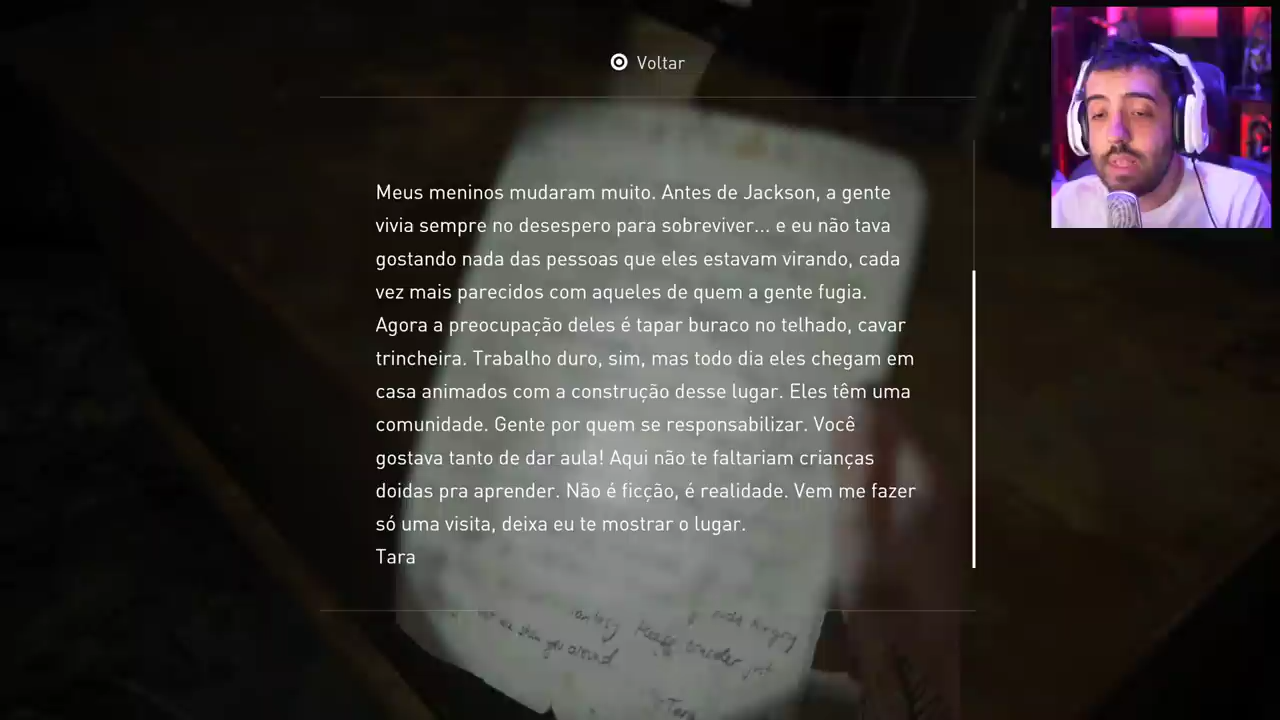 Voltar
Meus meninos mudaram muito. Antes de Jackson, a gente
vivia sempre no desespero para sobreviver... e eu não tava
gostando nada das pessoas que eles estavam virando, cada
vez mais parecidos com aqueles de quem a gente fugia.
Agora a preocupação deles é tapar buraco no telhado, cavar
trincheira. Trabalho duro, sim, mas todo dia eles chegam em
casa animados com a construção desse lugar. Eles têm uma
comunidade. Gente por quem se responsabilizar. Você
gostava tanto de dar aula! Aqui não te faltariam crianças
doidas pra aprender. Não é ficção, é realidade. Vem me fazer
só uma visita, deixa eu te mostrar o lugar.
Tara
you around
Tara